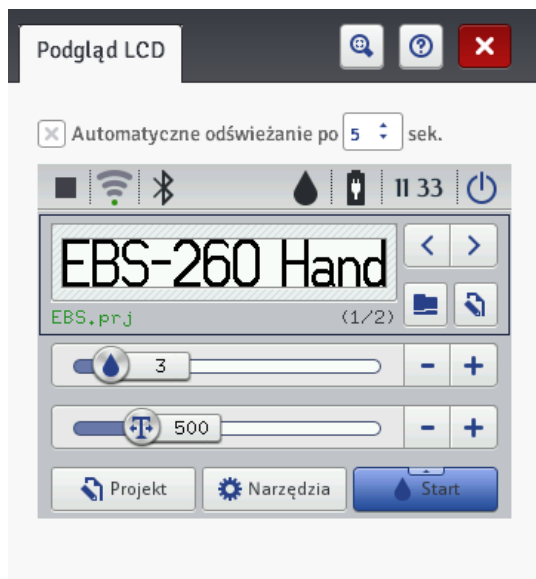 Podgląd LCD
Automatyczne odświeżanie po 5 sek.
11 33
EBS-260 Hand
EBS.prj (1/2)
3
500
Projekt Narzędzia Start